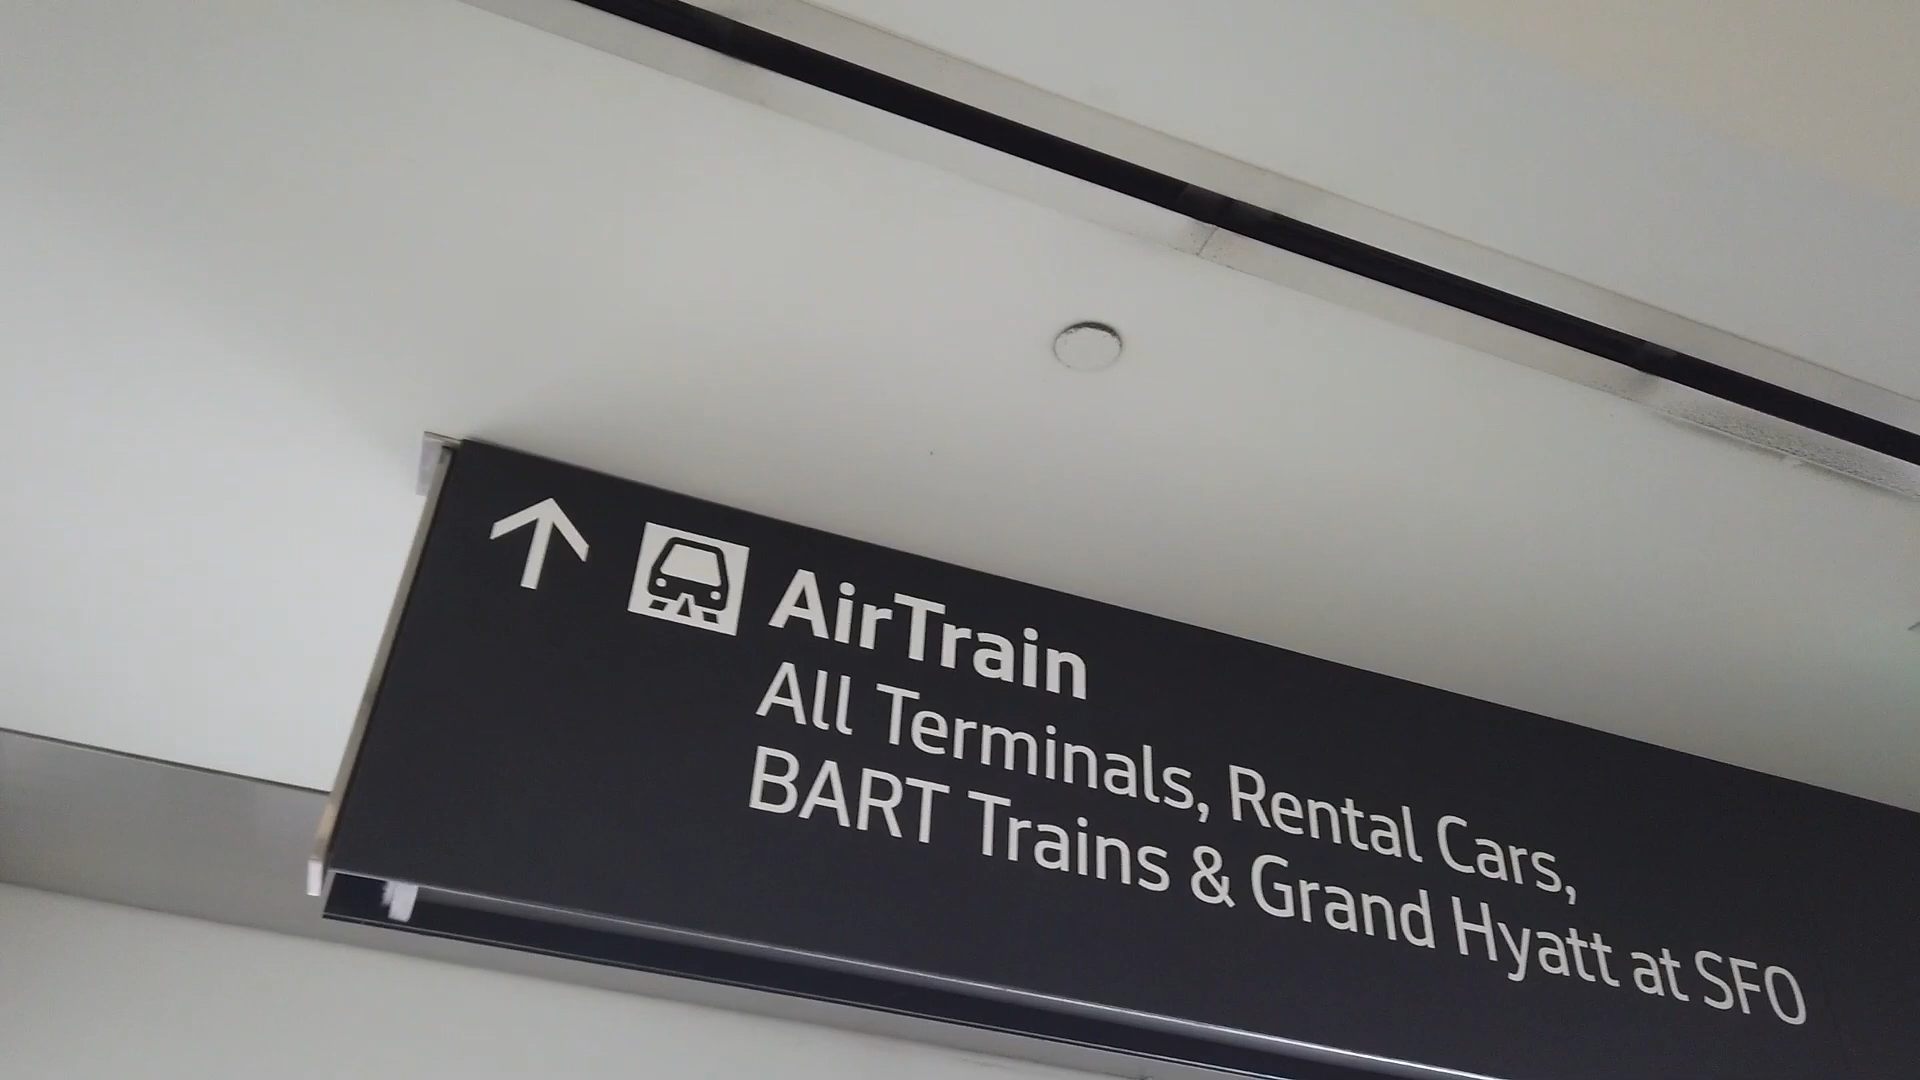 AirTrain
All Terminals, Rental Cars,
BART Trains & Grand Hyatt at SFO